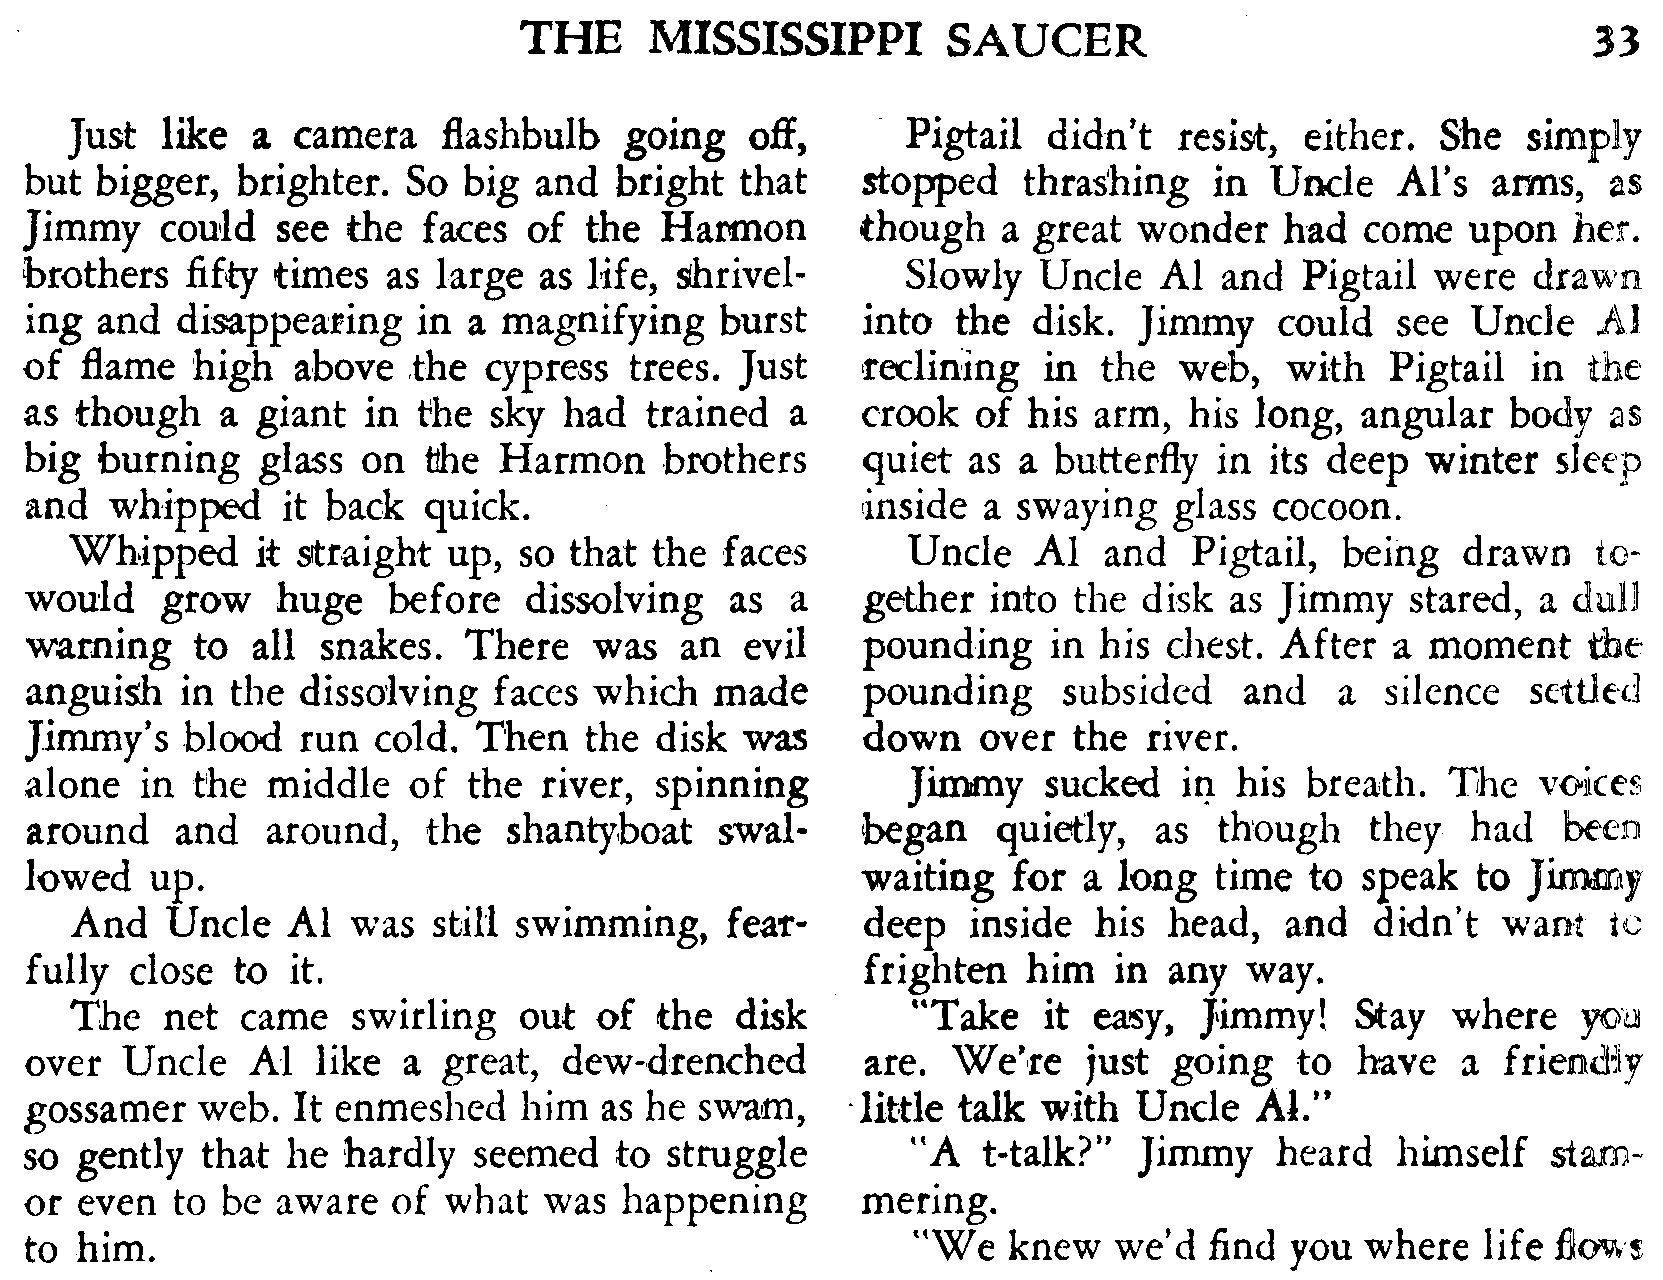 THE MISSISSIPPI SAUCER 33
Just like a camera flashbulb going off,
but bigger, brighter. So big and bright that
Jimmy could see the faces of the Harmon
brothers fifty times as large as life, shrivel-
ing and disappearing in a magnifying burst
of flame high above the cypress trees. Just
as though a giant in the sky had trained a
big burning glass on the Harmon brothers
and whipped it back quick.
Whipped it straight up, so that the faces
would grow huge before dissolving as a
warning to all snakes. There was an evil
anguish in the dissolving faces which made
Jimmy's blood run cold. Then the disk was
alone in the middle of the river, spinning
around and around, the shantyboat swal-
lowed up.
And Uncle Al was still swimming, fear-
fully close to it.
The net came swirling out of the disk
over Uncle Al like a great, dew-drenched
gossamer web. It enmeshed him as he swam,
so gently that he hardly seemed to struggle
or even to be aware of what was happening
to him.
Pigtail didn't resist, either. She simply
stopped thrashing in Uncle Al's arms, as
though a great wonder had come upon her.
Slowly Uncle Al and Pigtail were drawn
into the disk. Jimmy could see Uncle Al
reclining in the web, with Pigtail in the
crook of his arm, his long, angular body as
quiet as a butterfly in its deep winter sleep
inside a swaying glass cocoon.
Uncle Al and Pigtail, being drawn to-
gether into the disk as Jimmy stared, a dull
pounding in his chest. After a moment the
pounding subsided and a silence settled
down over the river.
Jimmy sucked in his breath. The voices
began quietly, as though they had been
waiting for a long time to speak to Jimmy
deep inside his head, and didn't want to
frighten him in any way.
"Take it easy, Jimmy! Stay where you
are. We're just going to have a friendly
little talk with Uncle Al."
"A t-talk?" Jimmy heard himself stam-
mering.
"We knew we'd find you where life flows